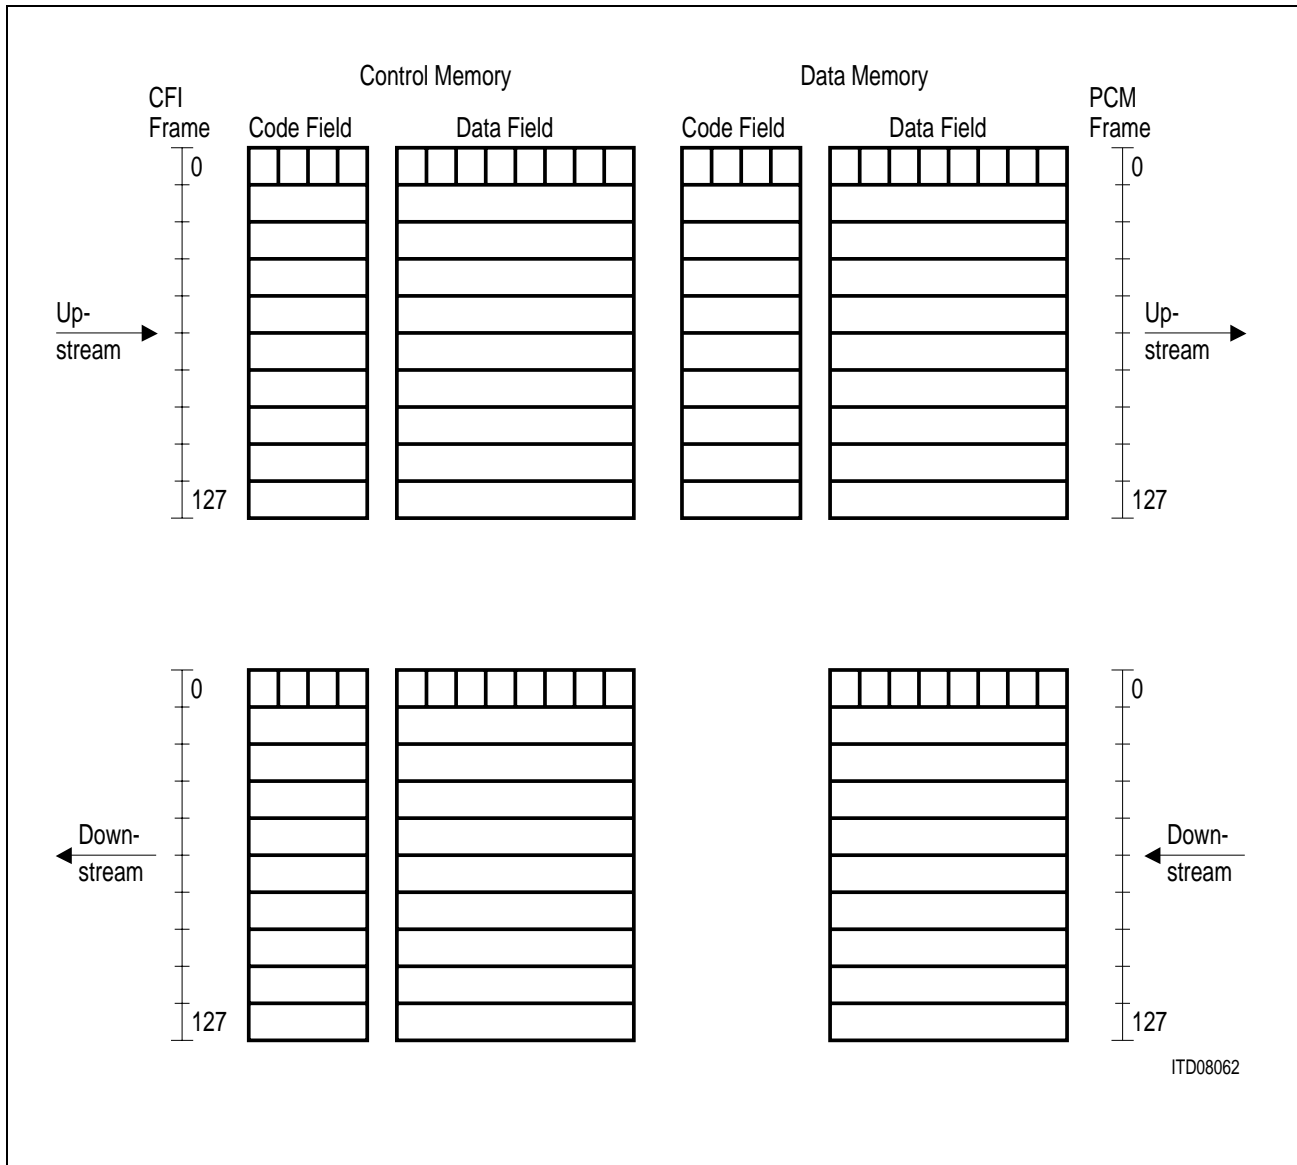 Control Memory
Data Memory
CFI
Frame
Code Field
Data Field
Code Field
Data Field
PCM
Frame
0
0
Up-
stream
Up-
stream
127
127
0
0
Down-
stream
Down-
stream
127
127
ITD08062